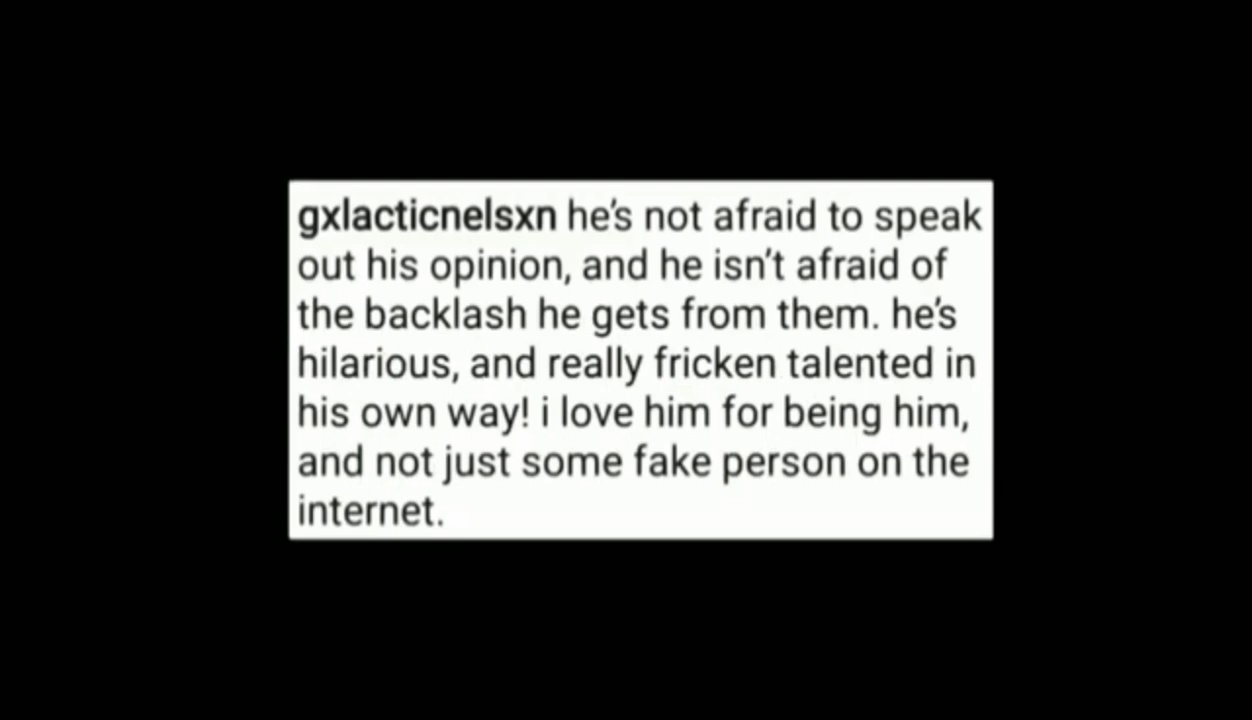 gxlacticnelsxn he's not afraid to speak
out his opinion, and he isn't afraid of
the backlash he gets from them. he's
hilarious, and really fricken talented in
his own way! i love him for being him,
and not just some fake person on the
internet.